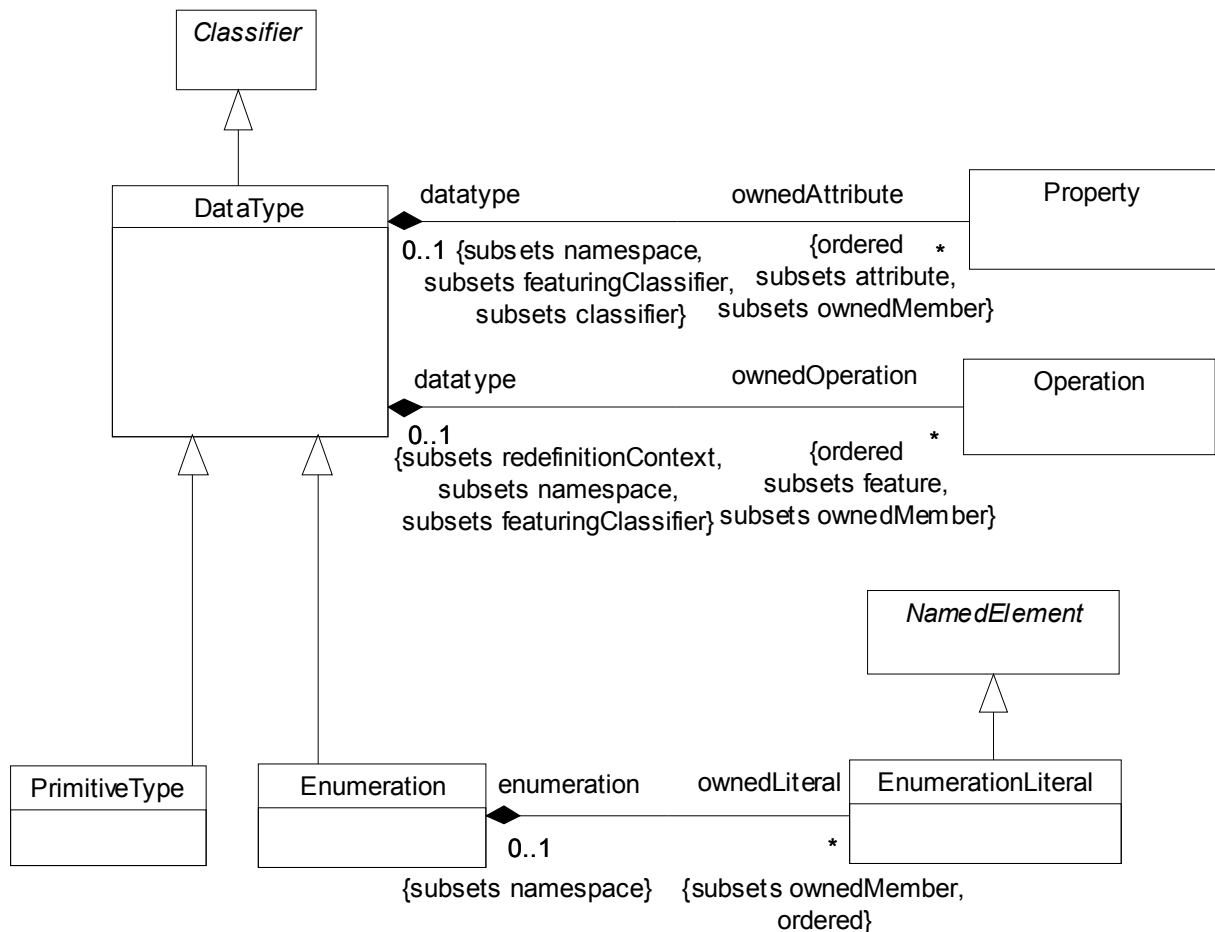 Classifier
DataType
datatype
ownedAttribute
Property
0..1 {subsets namespace,
subsets featuringClassifier,
subsets classifier}
{ordered
*
subsets attribute,
subsets ownedMember}
datatype
ownedOperation
Operation
0..1
{subsets redefinitionContext,
subsets namespace,
subsets featuringClassifier}
*
{ordered
subsets feature,
subsets ownedMember}
NamedElement
PrimitiveType
Enumeration
enumeration
ownedLiteral
EnumerationLiteral
0..1
*
{subsets namespace}
{subsets ownedMember,
ordered}